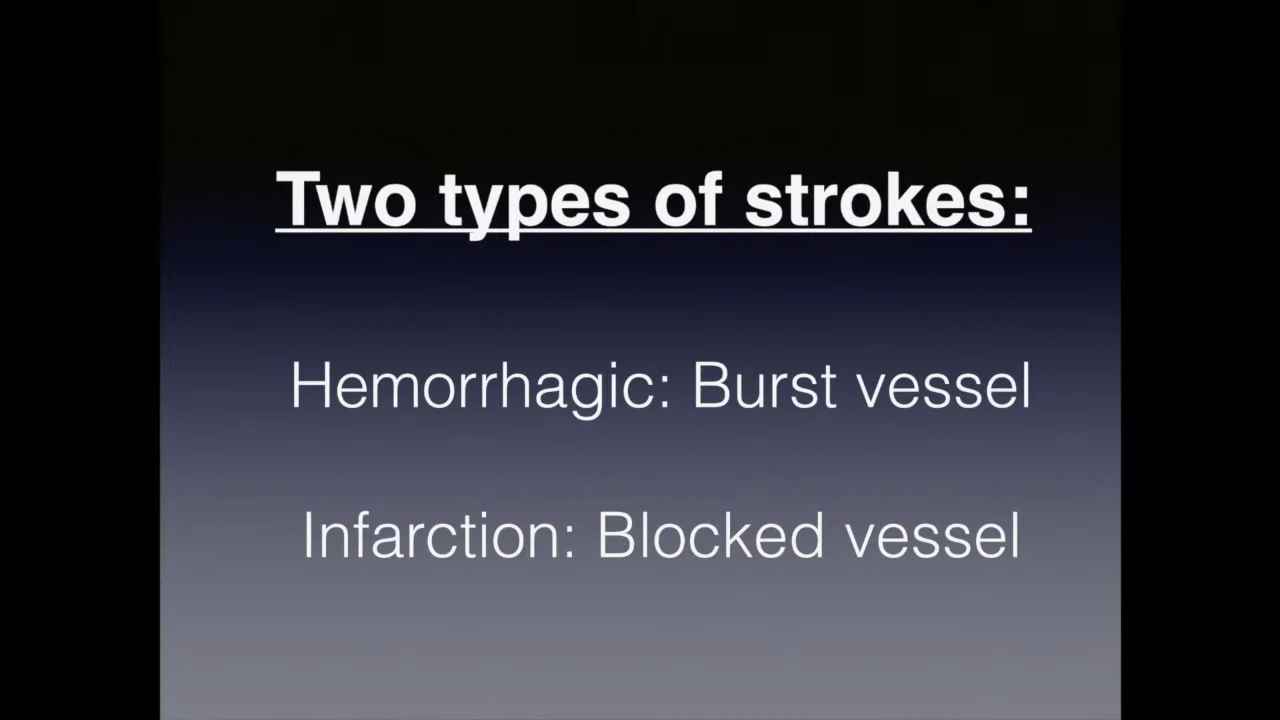 Two types of strokes:
Hemorrhagic: Burst vessel
Infarction: Blocked vessel